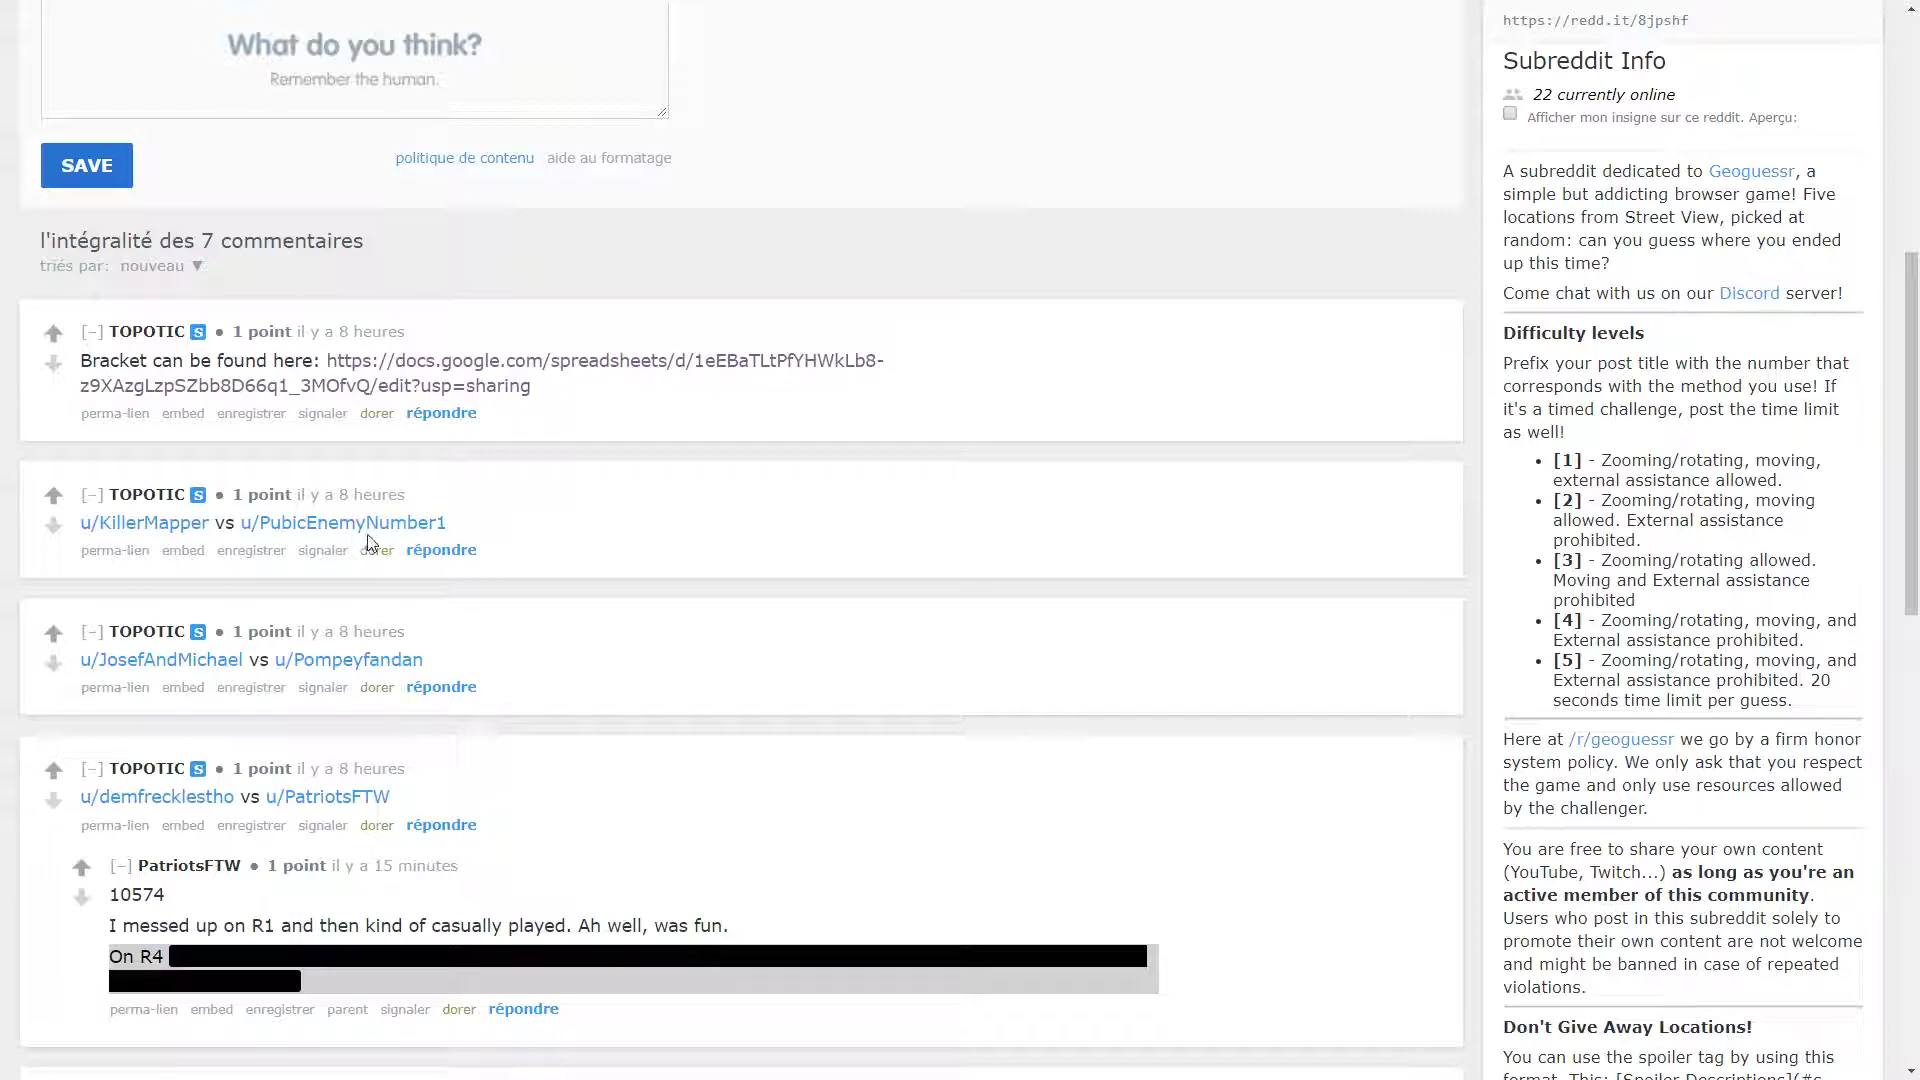 What do you think?
Remember the human.
SAVE
politique de contenu aide au formatage
l'intégralité des 7 commentaires
triés par: nouveau ▼
[–] TOPOTIC S • 1 point il y a 8 heures
Bracket can be found here: https://docs.google.com/spreadsheets/d/1eEBaTLtPfYHWkLb8-
z9XAzgLzpSZbb8D66q1_3MOfvQ/edit?usp=sharing
perma-lien embed enregistrer signaler dorer répondre
[–] TOPOTIC S • 1 point il y a 8 heures
u/KillerMapper vs u/PubicEnemyNumber1
perma-lien embed enregistrer signaler dorer répondre
[–] TOPOTIC S • 1 point il y a 8 heures
u/JosefAndMichael vs u/Pompeyfandan
perma-lien embed enregistrer signaler dorer répondre
[–] TOPOTIC S • 1 point il y a 8 heures
u/demfrecklestho vs u/PatriotsFTW
perma-lien embed enregistrer signaler dorer répondre
[–] PatriotsFTW • 1 point il y a 15 minutes
10574
I messed up on R1 and then kind of casually played. Ah well, was fun.
On R4
perma-lien embed enregistrer parent signaler dorer répondre
https://redd.it/8jpshf
Subreddit Info
22 currently online
Afficher mon insigne sur ce reddit. Aperçu:
A subreddit dedicated to Geoguessr, a
simple but addicting browser game! Five
locations from Street View, picked at
random: can you guess where you ended
up this time?
Come chat with us on our Discord server!
Difficulty levels
Prefix your post title with the number that
corresponds with the method you use! If
it's a timed challenge, post the time limit
as well!
• [1] - Zooming/rotating, moving,
external assistance allowed.
• [2] - Zooming/rotating, moving
allowed. External assistance
prohibited.
• [3] - Zooming/rotating allowed.
Moving and External assistance
prohibited
• [4] - Zooming/rotating, moving, and
External assistance prohibited.
• [5] - Zooming/rotating, moving, and
External assistance prohibited. 20
seconds time limit per guess.
Here at /r/geoguessr we go by a firm honor
system policy. We only ask that you respect
the game and only use resources allowed
by the challenger.
You are free to share your own content
(YouTube, Twitch...) as long as you're an
active member of this community.
Users who post in this subreddit solely to
promote their own content are not welcome
and might be banned in case of repeated
violations.
Don't Give Away Locations!
You can use the spoiler tag by using this
format. This: [Spoiler Descriptions](#s